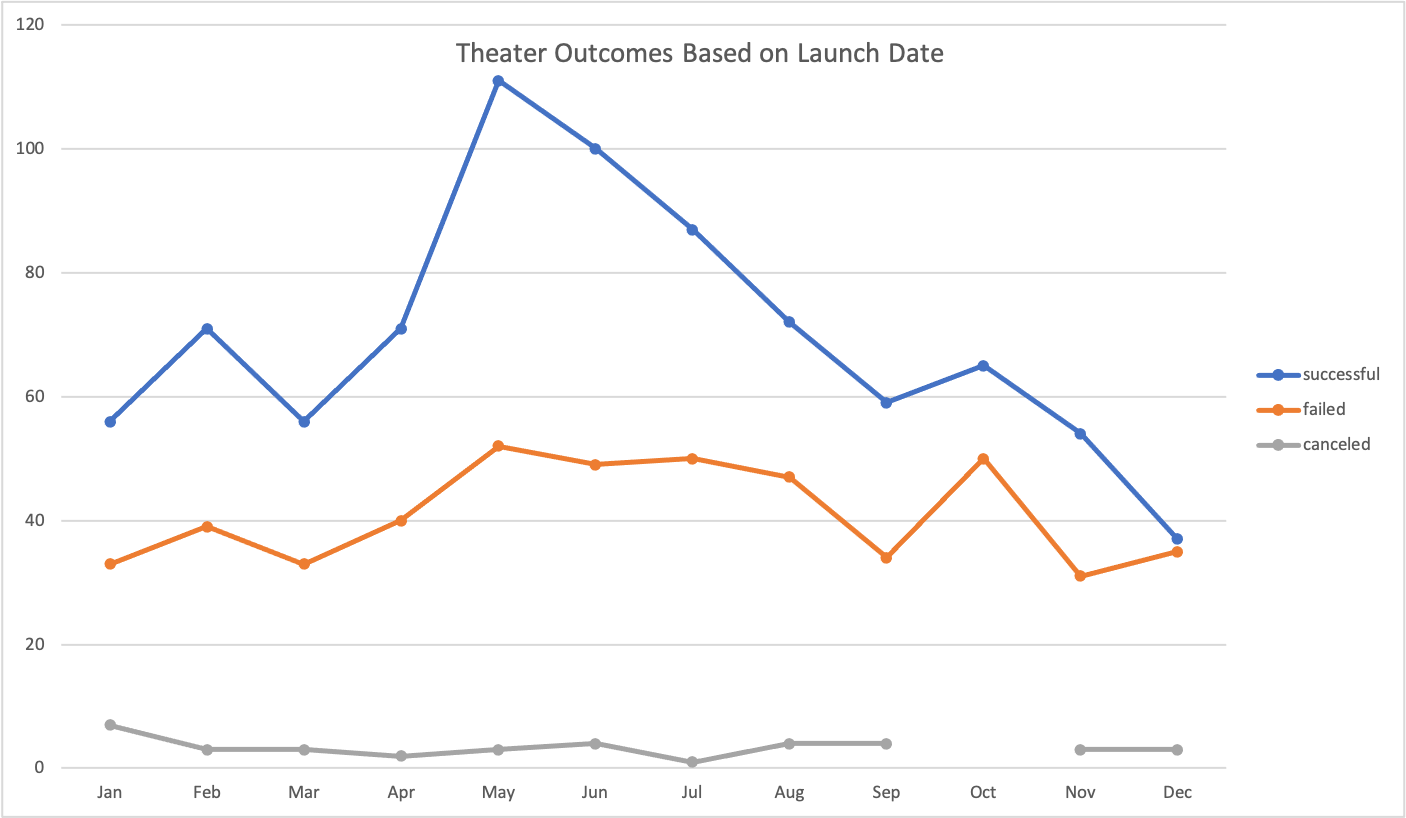 Theater Outcomes Based on Launch Date
120
100
80
60
40
20
0
Jan Feb Mar Apr May Jun Jul Aug Sep Oct Nov Dec
successful
failed
canceled